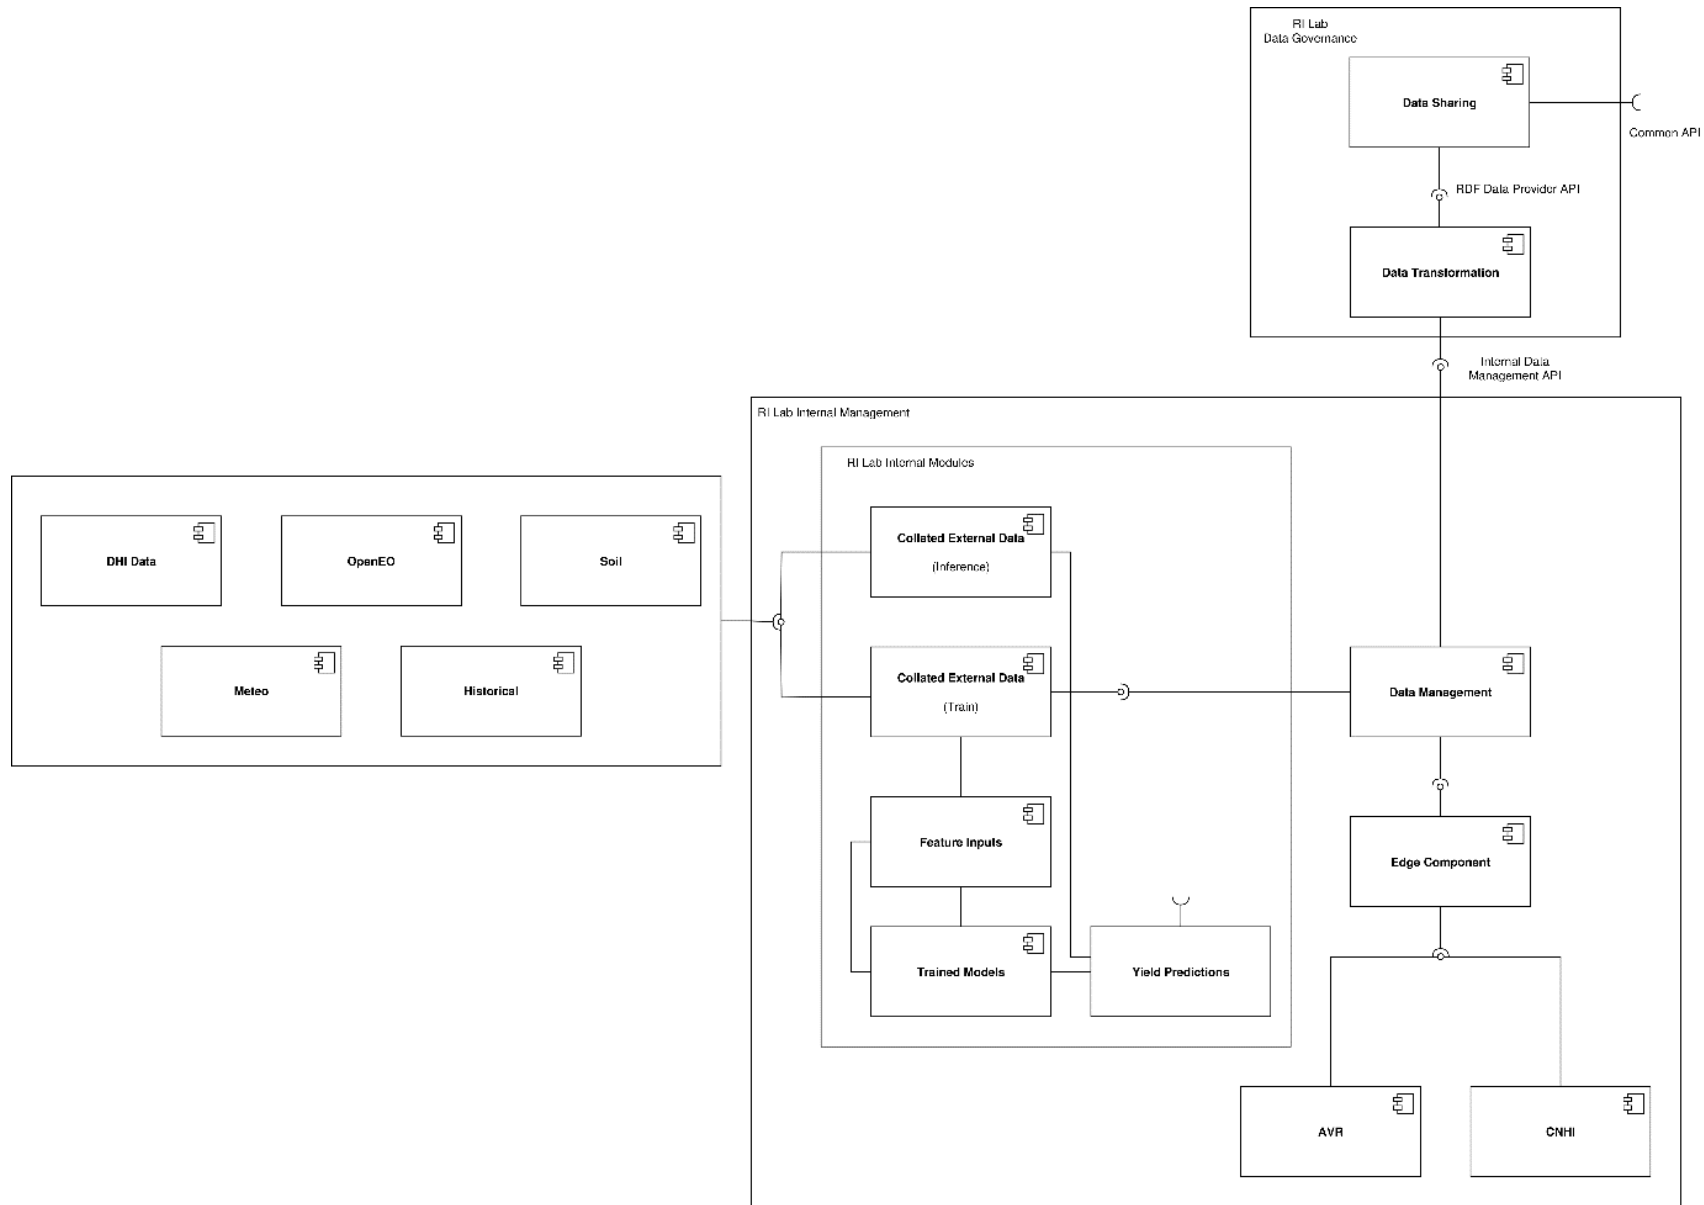 RI Lab
Data Governance
Data Sharing
Common API
RDF Data Provider API
Data Transformation
Internal Data
Management API
RI Lab Internal Management
RI Lab Internal Modules
Collated External Data
(Inference)
DHI Data
OpenEO
Soil
Meteo
Historical
Collated External Data
(Train)
Data Management
Feature Inputs
Edge Component
Trained Models
Yield Predictions
AVR
CNHI